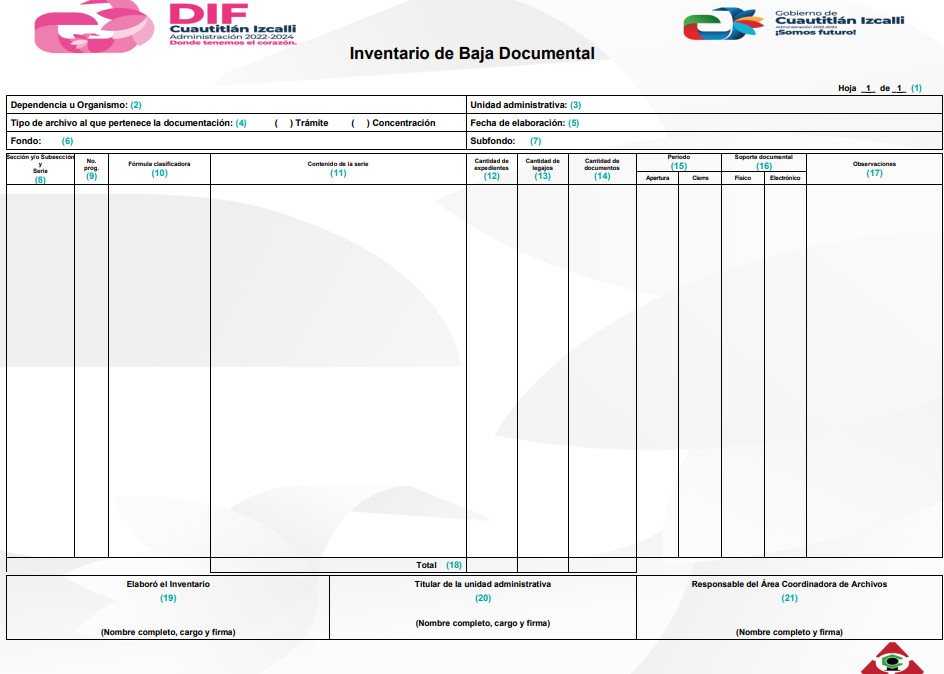 DIF
Cuautitlán Izcalli
Administración 2022-2024
Donde tenemos el corazón.
Gobierno de
Cuautitlán Izcalli
Administración 2022-2024
¡Somos futuro!
Inventario de Baja Documental
Hoja 1 de 1 (1)
Dependencia u Organismo: (2)
Unidad administrativa: (3)
Tipo de archivo al que pertenece la documentación: (4) ( ) Trámite ( ) Concentración
Fecha de elaboración: (5)
Fondo: (6)
Subfondo: (7)
Sección y/o Subsección
y
Serie
(8)
No.
prog.
(9)
Fórmula clasificadora
(10)
Contenido de la serie
(11)
Cantidad de
expedientes
(12)
Cantidad de
legajos
(13)
Cantidad de
documentos
(14)
Periodo
(15)
Apertura Cierre
Soporte documental
(16)
Físico Electrónico
Observaciones
(17)
Total (18)
Elaboró el Inventario
(19)
(Nombre completo, cargo y firma)
Titular de la unidad administrativa
(20)
(Nombre completo, cargo y firma)
Responsable del Área Coordinadora de Archivos
(21)
(Nombre completo y firma)